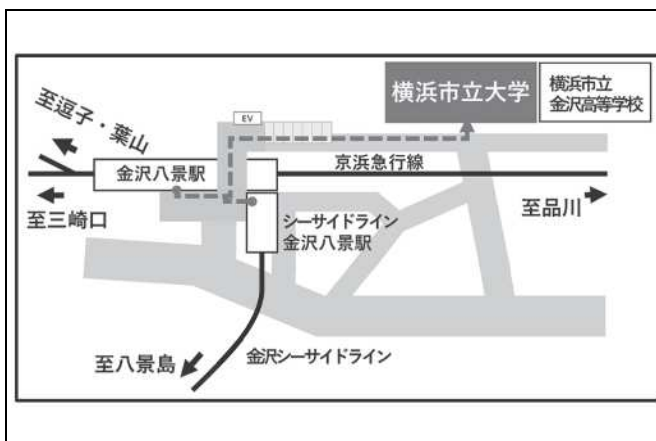 至逗子・葉山
EV
横浜市立大学
横浜市立
金沢高等学校
金沢八景駅
京浜急行線
至三崎口
シーサイドライン
金沢八景駅
至品川
至八景島
金沢シーサイドライン